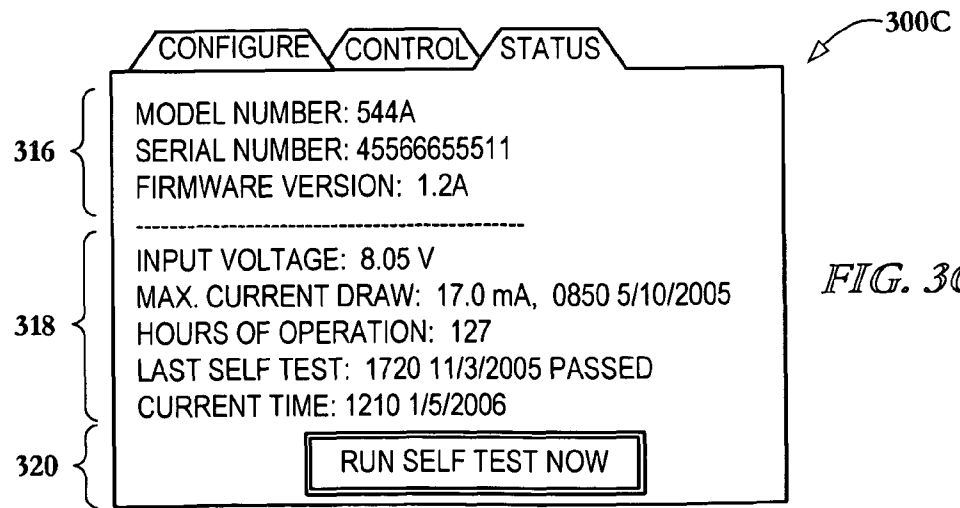 300C
CONFIGURE CONTROL STATUS
316
MODEL NUMBER: 544A
SERIAL NUMBER: 45566655511
FIRMWARE VERSION: 1.2A
318
INPUT VOLTAGE: 8.05 V
MAX. CURRENT DRAW: 17.0 mA, 0850 5/10/2005
HOURS OF OPERATION: 127
LAST SELF TEST: 1720 11/3/2005 PASSED
CURRENT TIME: 1210 1/5/2006
FIG.
320
RUN SELF TEST NOW